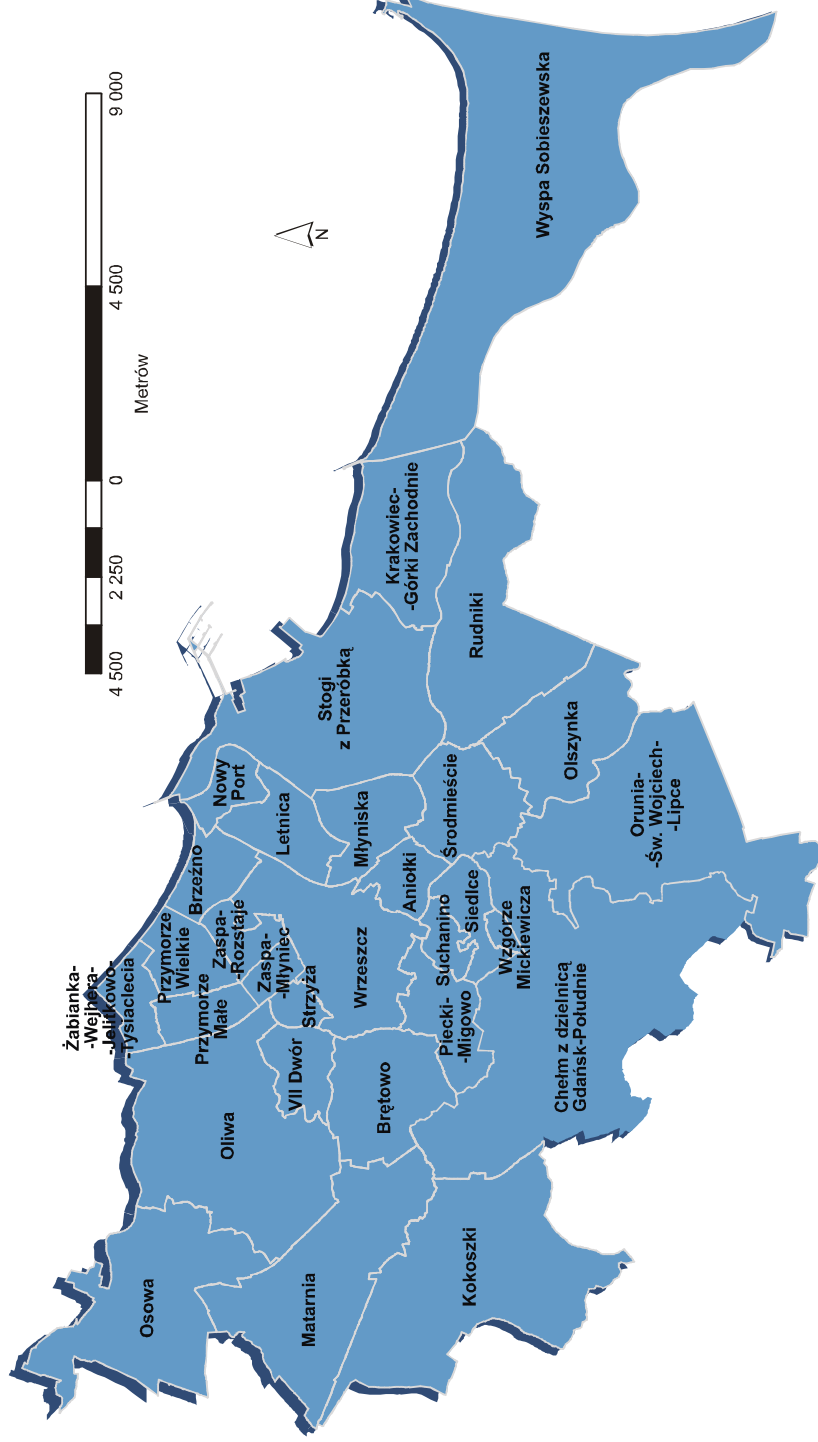 Żabianka-
-Wejhera-
-Jelitkowo-
-Tysiaclecia
Osowa
Przymorze
Wielkie
Brzeźno
Nowy
Port
4 500
2 250
0
4 500
9 000
Metrów
N
Oliwa
Przymorze
Małe
Zaspa-
-Rozstaje
Zaspa-
-Młyniec
Letnica
Stogi
z Przeróbką
Matarnia
VII Dwór
Strzyża
Wrzeszcz
Młyniska
Krakowiec-
-Górki Zachodnie
Brętowo
Aniołki
Wyspa Sobieszewska
Kokoszki
Piecki-
-Migowo
Suchanino
Siedlce
Śródmieście
Rudniki
Wzgórze
Mickiewicza
Chełm z dzielnicą
Gdańsk-Południe
Olszynka
Orunia-
-Św. Wojciech-
-Lipce